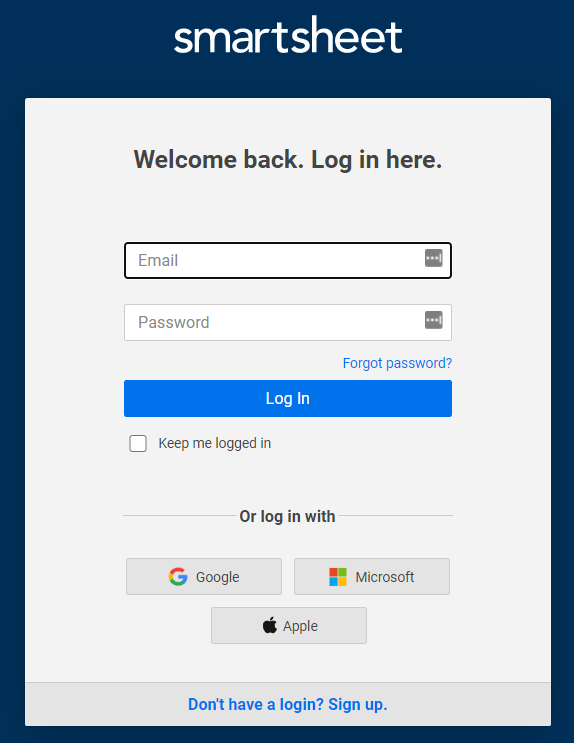 smartsheet
Welcome back. Log in here.
Email
Password
Forgot password?
Log In
Keep me logged in
Or log in with
Google
Microsoft
Apple
Don't have a login? Sign up.